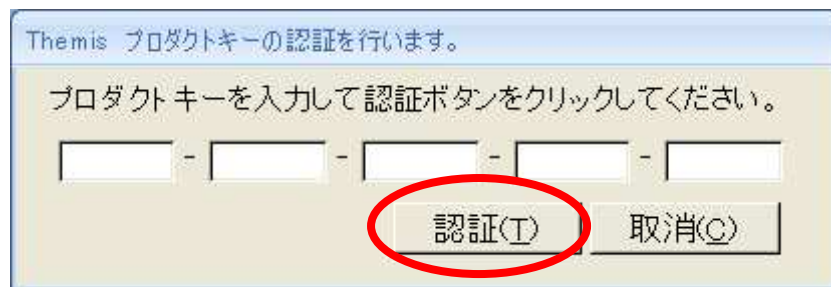 Themis プロダクトキーの認証を行います。
プロダクトキーを入力して認証ボタンをクリックしてください。
- - - -
認証(T) 取消(C)